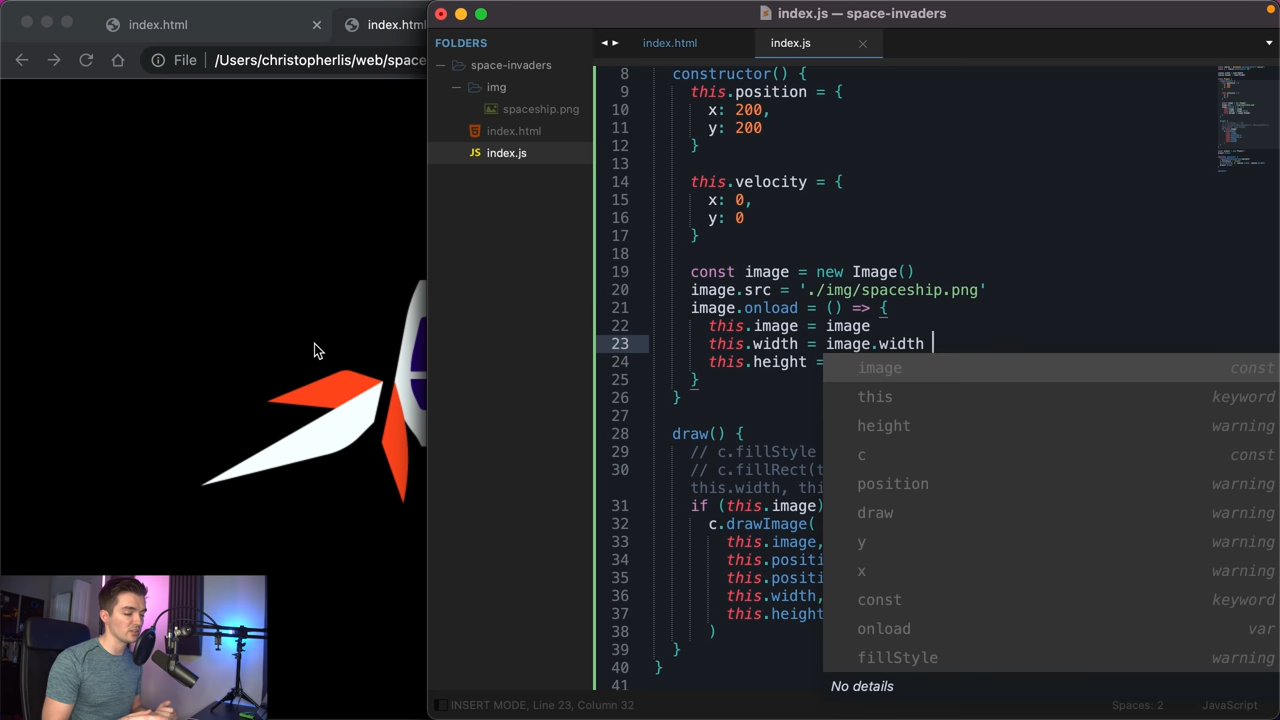 index.html
index.html
File
/Users/christopherlis/web/space
index.js — space-invaders
FOLDERS
space-invaders
img
spaceship.png
index.html
JS index.js
index.html
index.js
8 constructor() {
9 this.position = {
10 x: 200,
11 y: 200
12 }
13
14 this.velocity = {
15 x: 0,
16 y: 0
17 }
18
19 const image = new Image()
20 image.src = './img/spaceship.png'
21 image.onload = () => {
22 this.image = image
23 this.width = image.width
24 this.height =
25 }
26 }
27
28 draw() {
29 // c.fillStyle
30 // c.fillRect(t
this.width, thi
31 if (this.image)
32 c.drawImage(
33 this.image,
34 this.positi
35 this.positi
36 this.width,
37 this.height
38 )
39 }
40 }
41
image const
this keyword
height warning
c const
position warning
draw warning
y warning
x warning
const keyword
onload var
fillStyle warning
No details
INSERT MODE, Line 23, Column 32
Spaces: 2
JavaScript